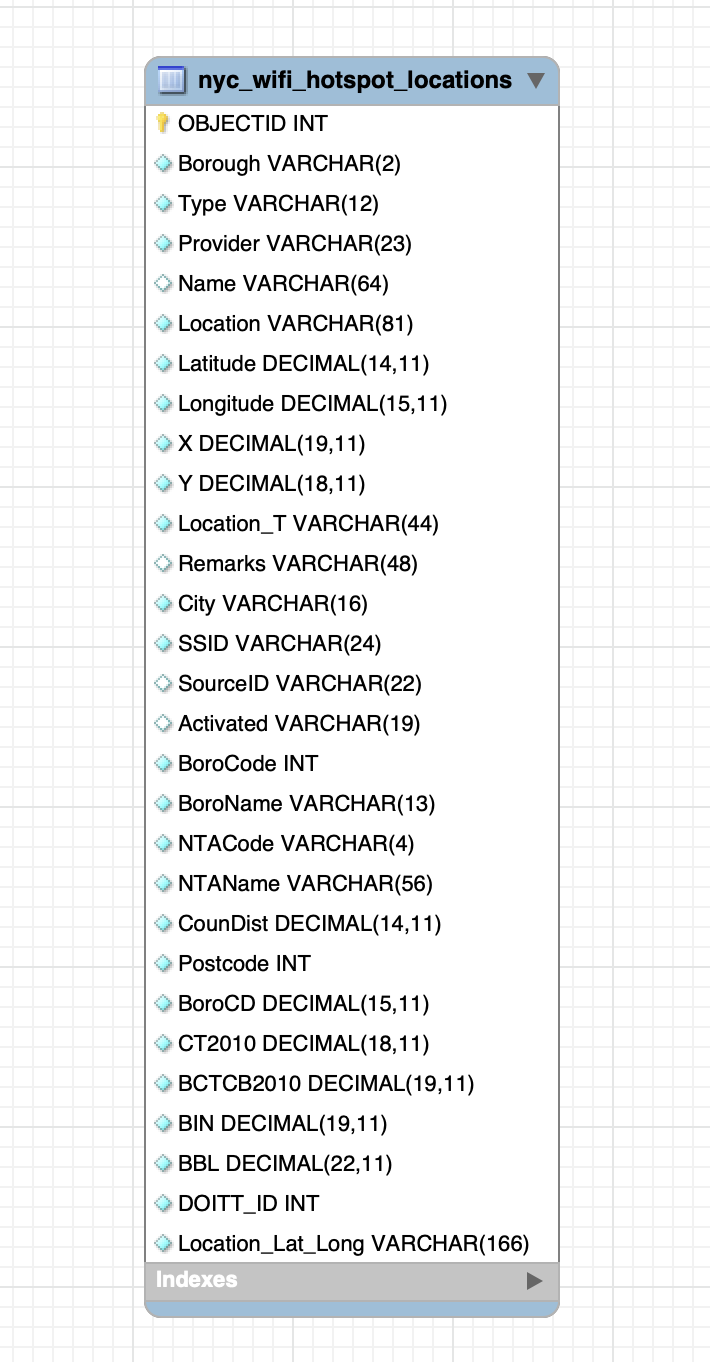 nyc_wifi_hotspot_locations
OBJECTID INT
Borough VARCHAR(2)
Type VARCHAR(12)
Provider VARCHAR(23)
Name VARCHAR(64)
Location VARCHAR(81)
Latitude DECIMAL(14,11)
Longitude DECIMAL(15,11)
X DECIMAL(19,11)
Y DECIMAL(18,11)
Location_T VARCHAR(44)
Remarks VARCHAR(48)
City VARCHAR(16)
SSID VARCHAR(24)
SourceID VARCHAR(22)
Activated VARCHAR(19)
BoroCode INT
BoroName VARCHAR(13)
NTACode VARCHAR(4)
NTAName VARCHAR(56)
CounDist DECIMAL(14,11)
Postcode INT
BoroCD DECIMAL(15,11)
CT2010 DECIMAL(18,11)
BCTCB2010 DECIMAL(19,11)
BIN DECIMAL(19,11)
BBL DECIMAL(22,11)
DOITT_ID INT
Location_Lat_Long VARCHAR(166)
Indexes